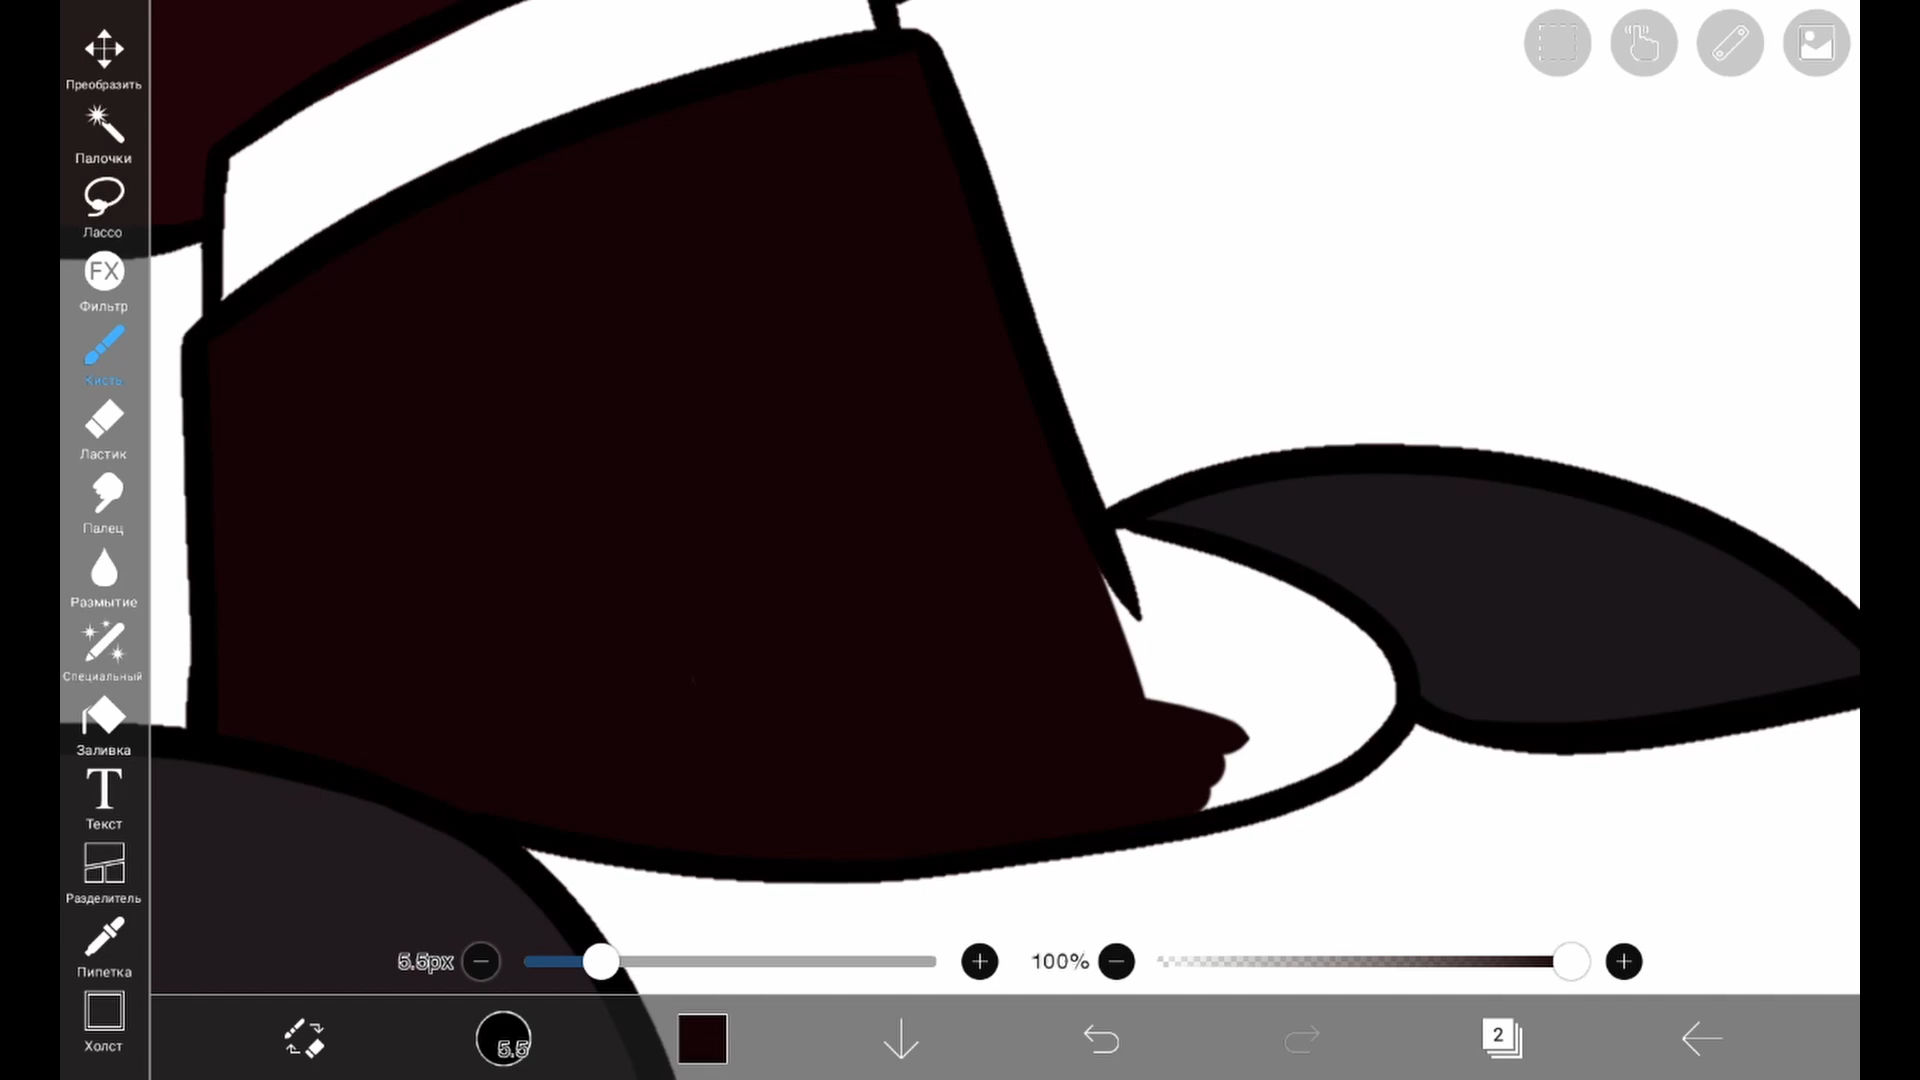 Преобразить
Палочки
Лассо
FX
Фильтр
Кисть
Ластик
Палец
Размытие
Специальный
Заливка
T
Текст
Разделитель
Пипетка
Холст
5.5px
100%
5.5
2